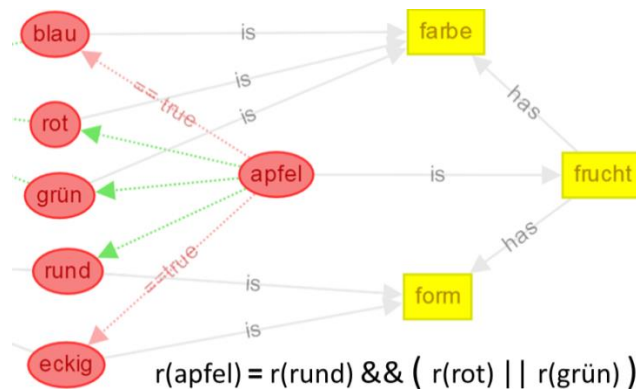 blau
is
farbe
== true
is
rot
is
has
apfel
is
frucht
grün
rund
is
==true
has
form
is
eckig
r(apfel) = r(rund) && ( r(rot) || r(grün) )